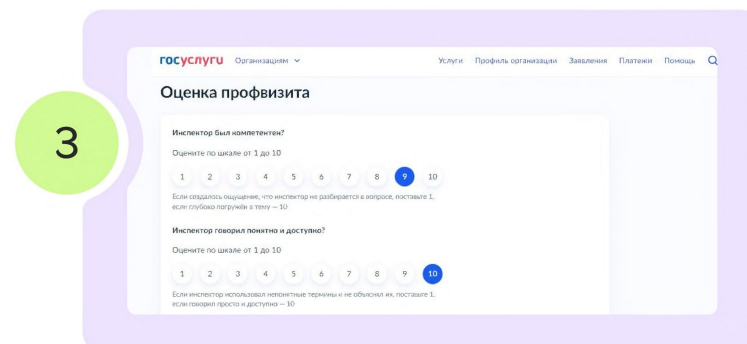 3
госуслуги Организациям Услуги Профиль организации Заявления Платежи Помощь
Оценка профвизита
Инспектор был компетентен?
Оцените по шкале от 1 до 10
1 2 3 4 5 6 7 8 9 10
Если создалось ощущение, что инспектор не разбирается в вопросе, поставьте 1,
если глубоко погружён в тему — 10
Инспектор говорил понятно и доступно?
Оцените по шкале от 1 до 10
1 2 3 4 5 6 7 8 9 10
Если инспектор использовал непонятные термины и не объяснял их, поставьте 1,
если говорил просто и доступно — 10